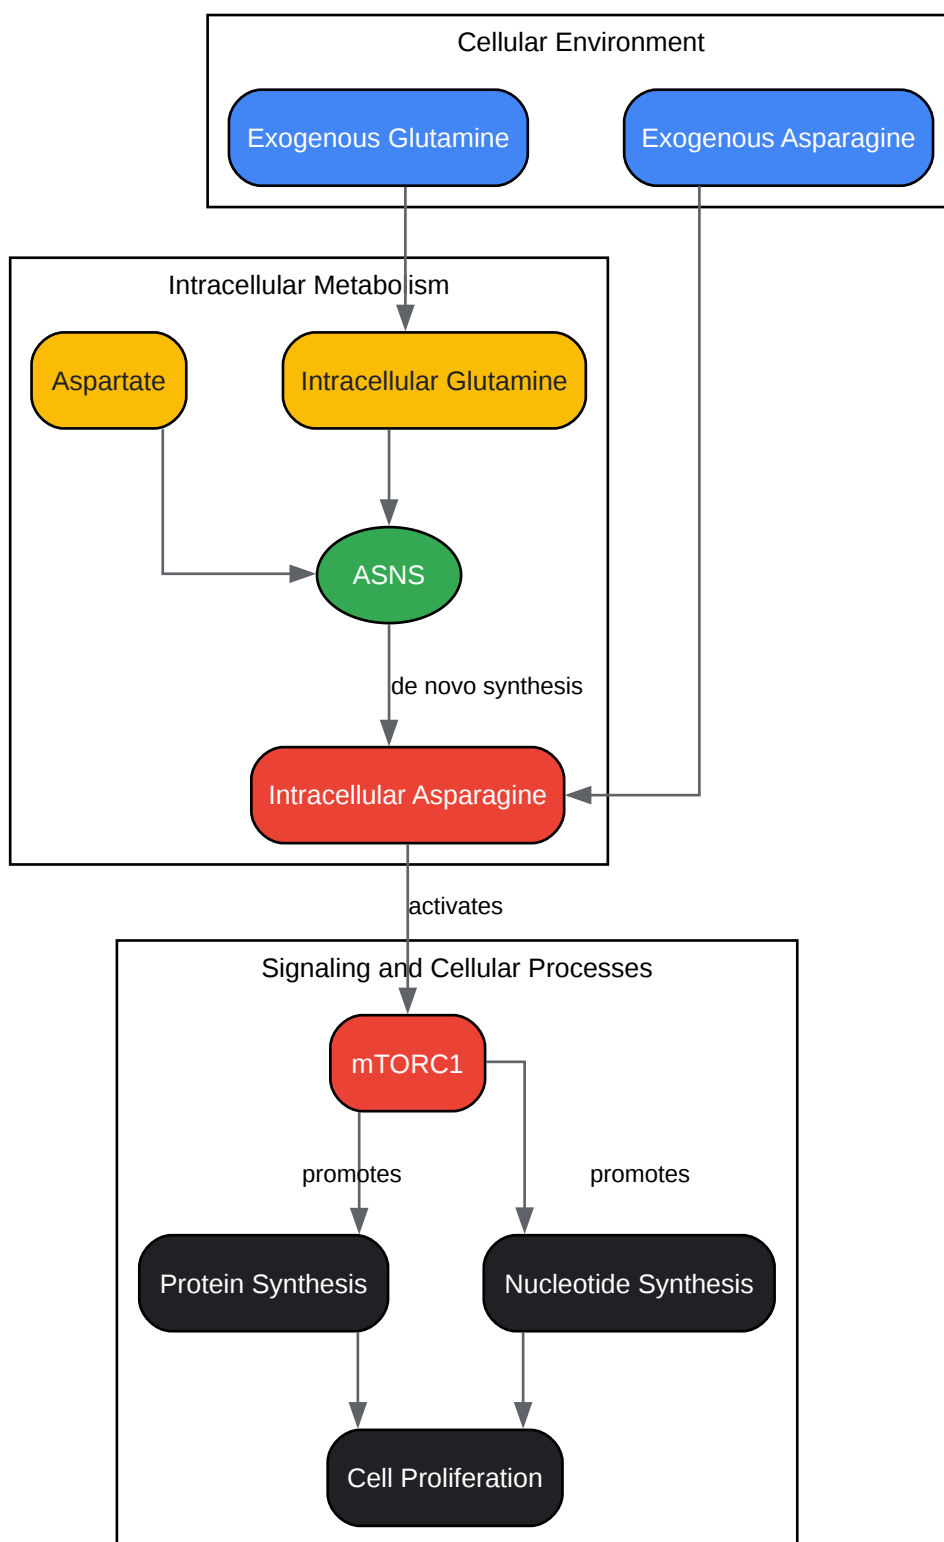 Cellular Environment
Exogenous Glutamine
Exogenous Asparagine
Intracellular Metabolism
Aspartate
Intracellular Glutamine
ASNS
de novo synthesis
Intracellular Asparagine
activates
Signaling and Cellular Processes
mTORC1
promotes
promotes
Protein Synthesis
Nucleotide Synthesis
Cell Proliferation